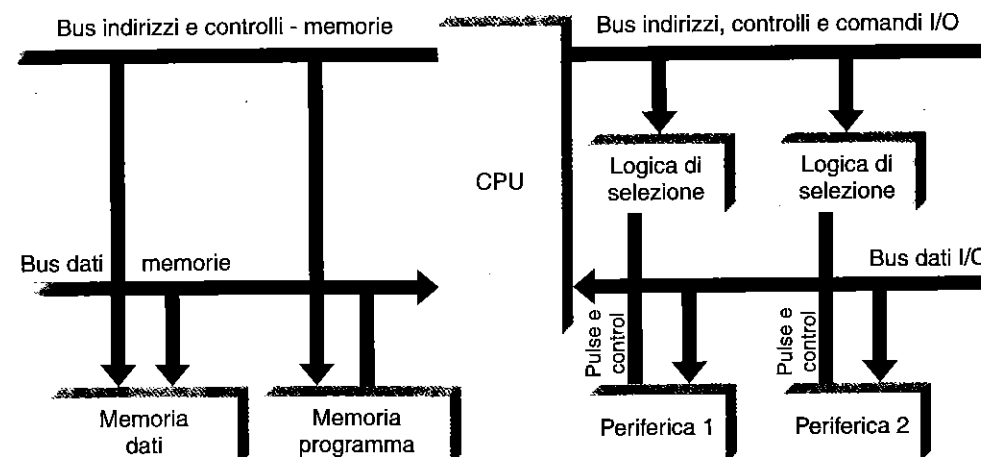 Bus indirizzi e controlli - memorie
Bus indirizzi, controlli e comandi I/O
CPU
Logica di
selezione
Logica di
selezione
Bus dati memorie
Bus dati I/O
Pulse e
control
Pulse e
control
Memoria
dati
Memoria
programma
Periferica 1
Periferica 2